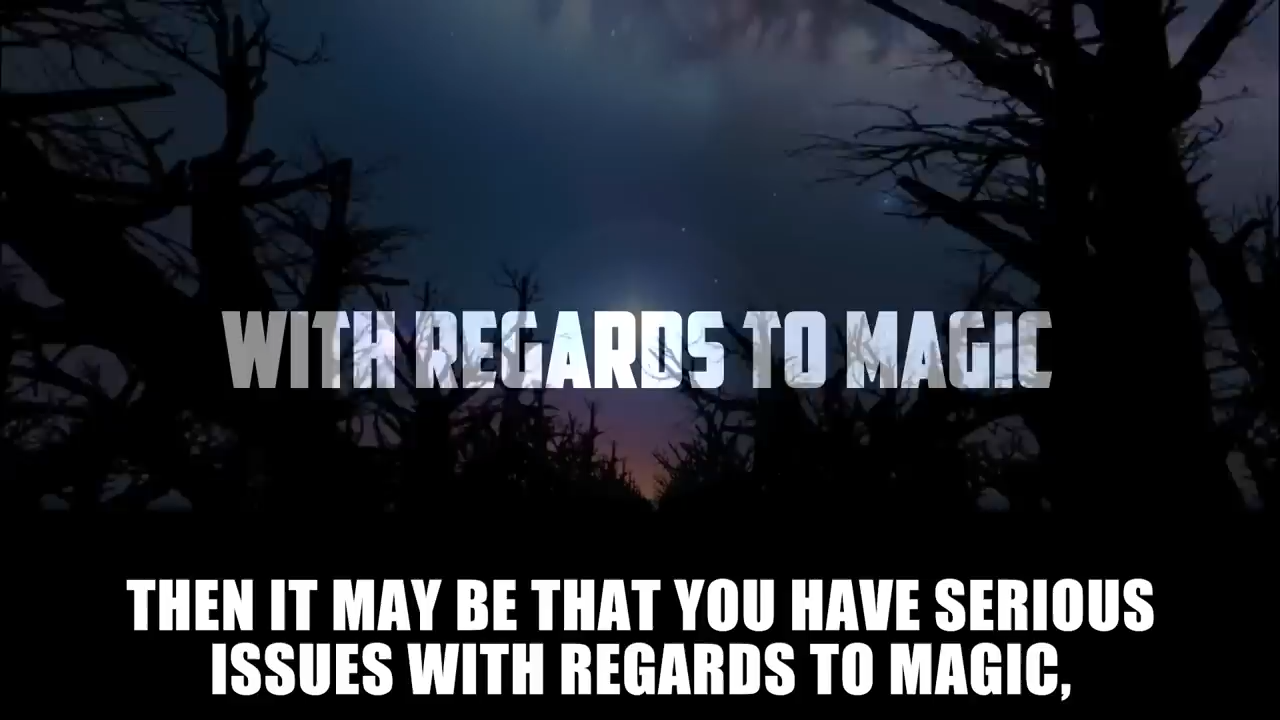 WITH REGARDS TO MAGIC
THEN IT MAY BE THAT YOU HAVE SERIOUS
ISSUES WITH REGARDS TO MAGIC,